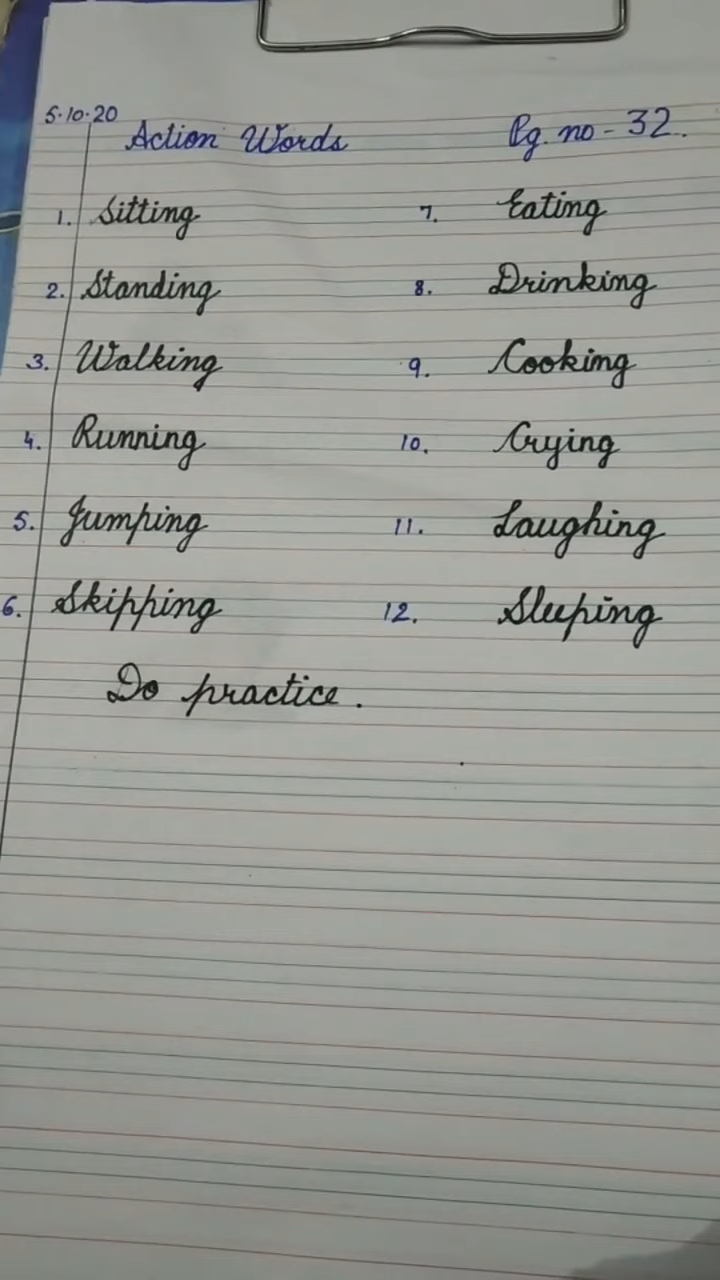 5.10.20
Action Words Pg. no - 32.
1. Sitting 7. Eating
2. Standing 8. Drinking
3. Walking 9. Cooking
4. Running 10. Crying
5. Jumping 11. Laughing
6. Skipping 12. Sleeping
Do practice.